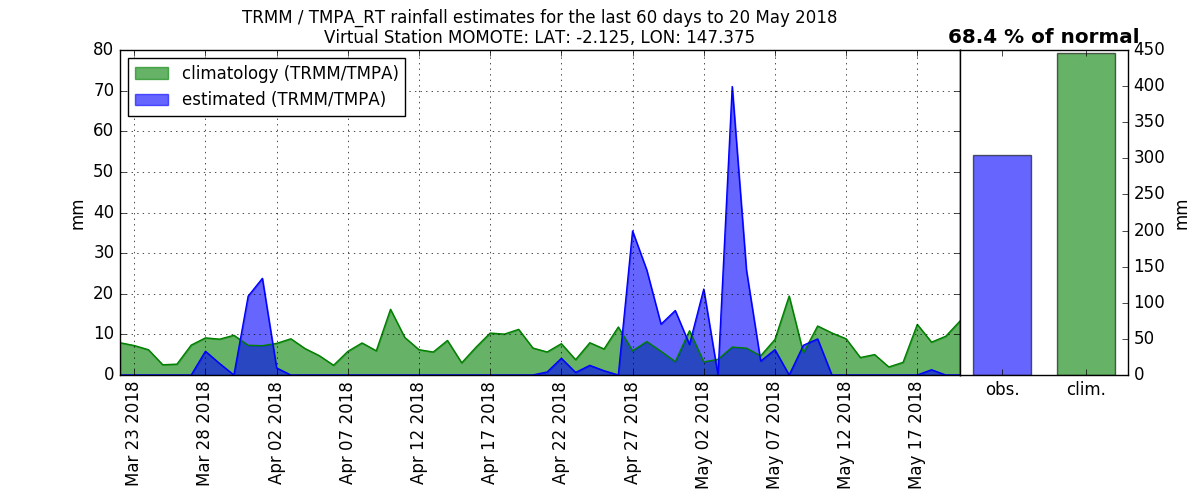 TRMM / TMPA_RT rainfall estimates for the last 60 days to 20 May 2018
Virtual Station MOMOTE: LAT: -2.125, LON: 147.375
68.4 % of normal
climatology (TRMM/TMPA)
estimated (TRMM/TMPA)
mm
80
70
60
50
40
30
20
10
0
Mar 23 2018
Mar 28 2018
Apr 02 2018
Apr 07 2018
Apr 12 2018
Apr 17 2018
Apr 22 2018
Apr 27 2018
May 02 2018
May 07 2018
May 12 2018
May 17 2018
450
400
350
300
250
200
150
100
50
0
mm
obs.
clim.